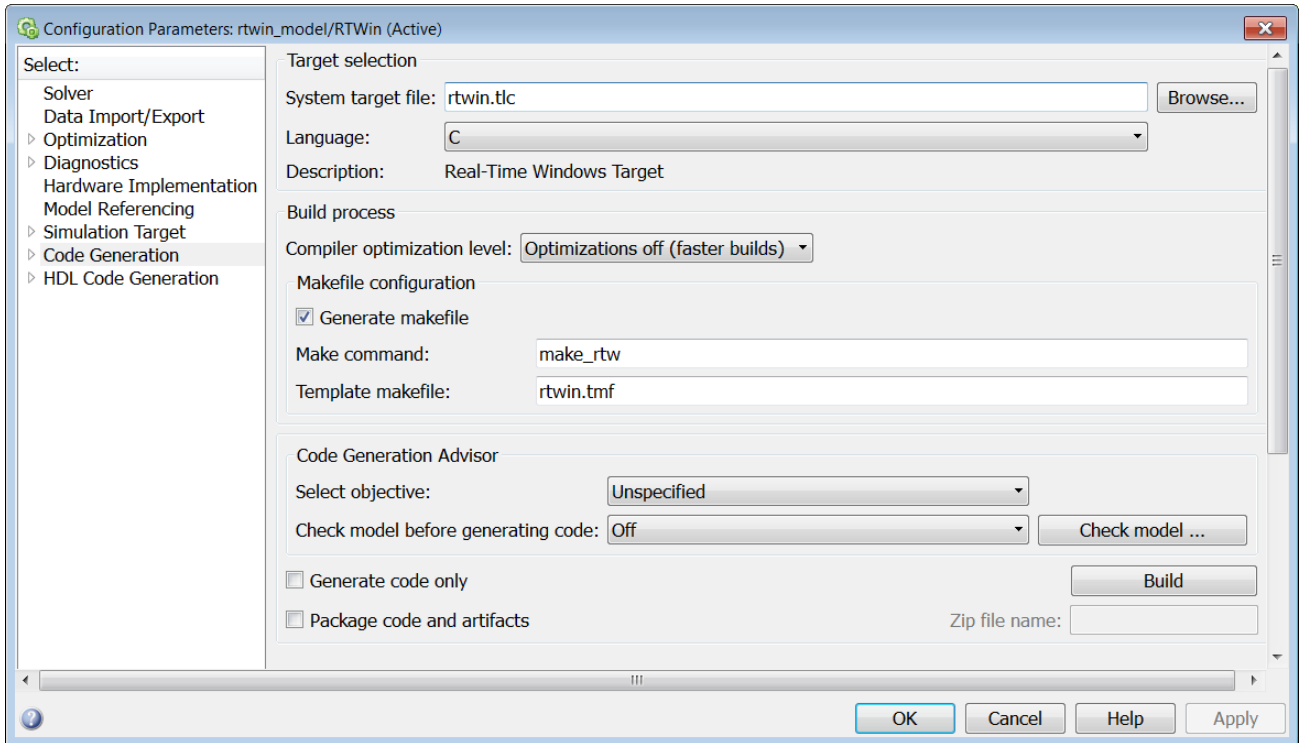 Configuration Parameters: rtwin_model/RTWin (Active)
Select:
Solver
Data Import/Export
Optimization
Diagnostics
Hardware Implementation
Model Referencing
Simulation Target
Code Generation
HDL Code Generation
Target selection
System target file: rtwin.tlc Browse...
Language: C
Description: Real-Time Windows Target
Build process
Compiler optimization level: Optimizations off (faster builds)
Makefile configuration
Generate makefile
Make command: make_rtw
Template makefile: rtwin.tmf
Code Generation Advisor
Select objective: Unspecified
Check model before generating code: Off Check model ...
Generate code only Build
Package code and artifacts Zip file name:
OK Cancel Help Apply